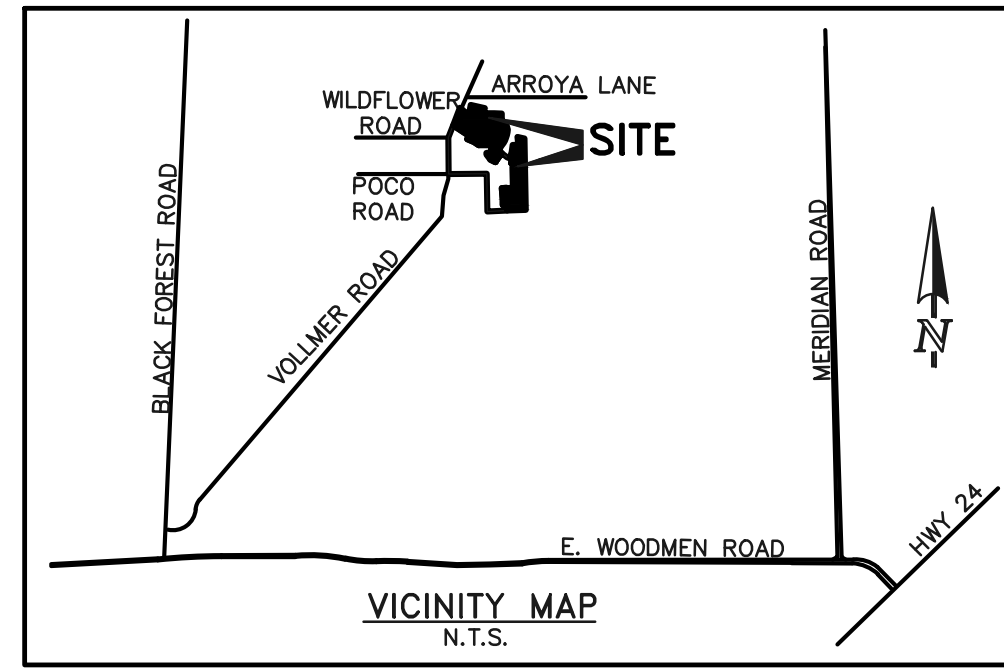 ARROYA LANE
WILDFLOWER
ROAD
SITE
POCO
ROAD
BLACK FOREST ROAD
VOLLMER ROAD
MERIDIAN ROAD
N
HWY 24
E. WOODMEN ROAD
VICINITY MAP
N.T.S.